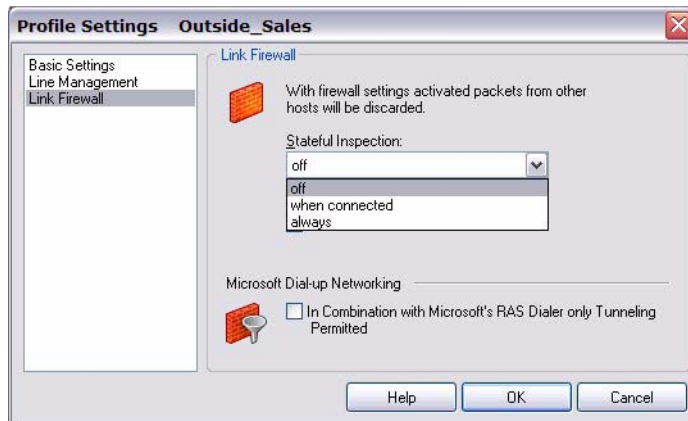 Profile Settings Outside_Sales
Basic Settings
Line Management
Link Firewall
Link Firewall
With firewall settings activated packets from other
hosts will be discarded.
Stateful Inspection:
off
off
when connected
always
Microsoft Dial-up Networking
In Combination with Microsoft's RAS Dialer only Tunneling
Permitted
Help
OK
Cancel